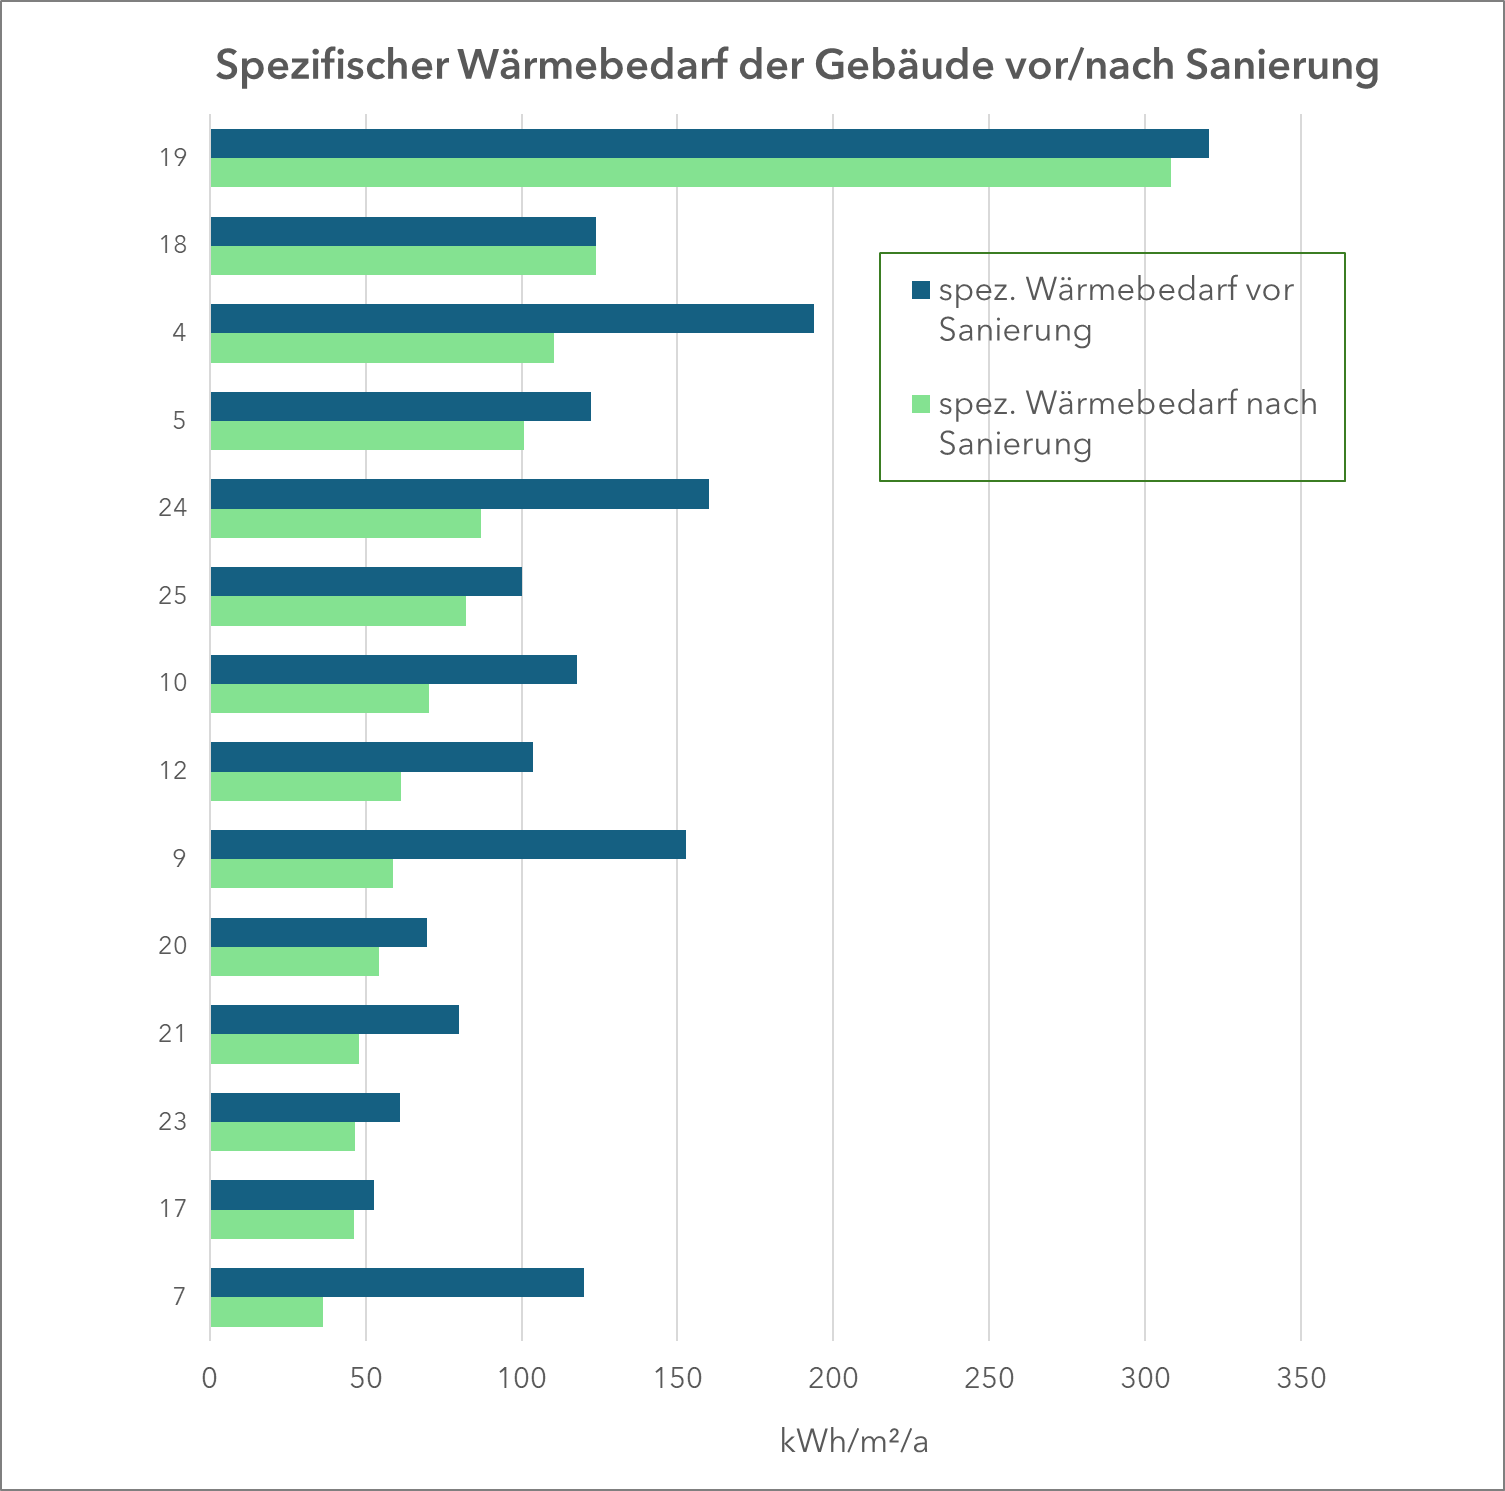 Spezifischer Wärmebedarf der Gebäude vor/nach Sanierung
19
18
4
5
24
25
10
12
9
20
21
23
17
7
spez. Wärmebedarf vor
Sanierung
spez. Wärmebedarf nach
Sanierung
0 50 100 150 200 250 300 350
kWh/m²/a